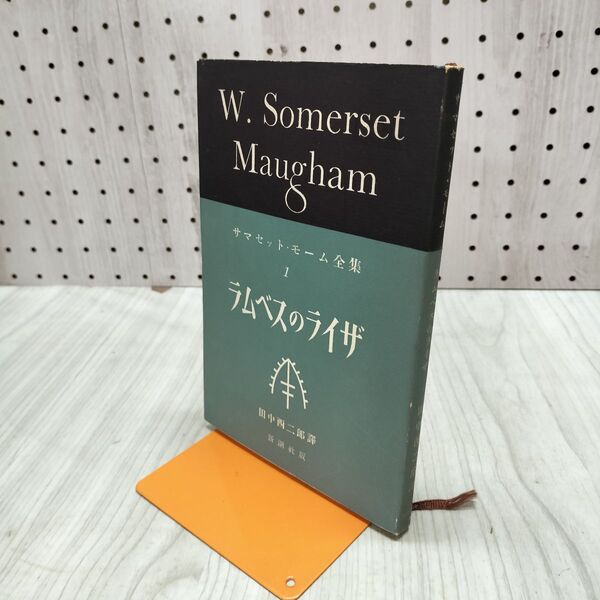 W. Somerset
Maugham
サマセット・モーム全集
1
ラムベスのライザ
田中西二郎譯
新潮社版